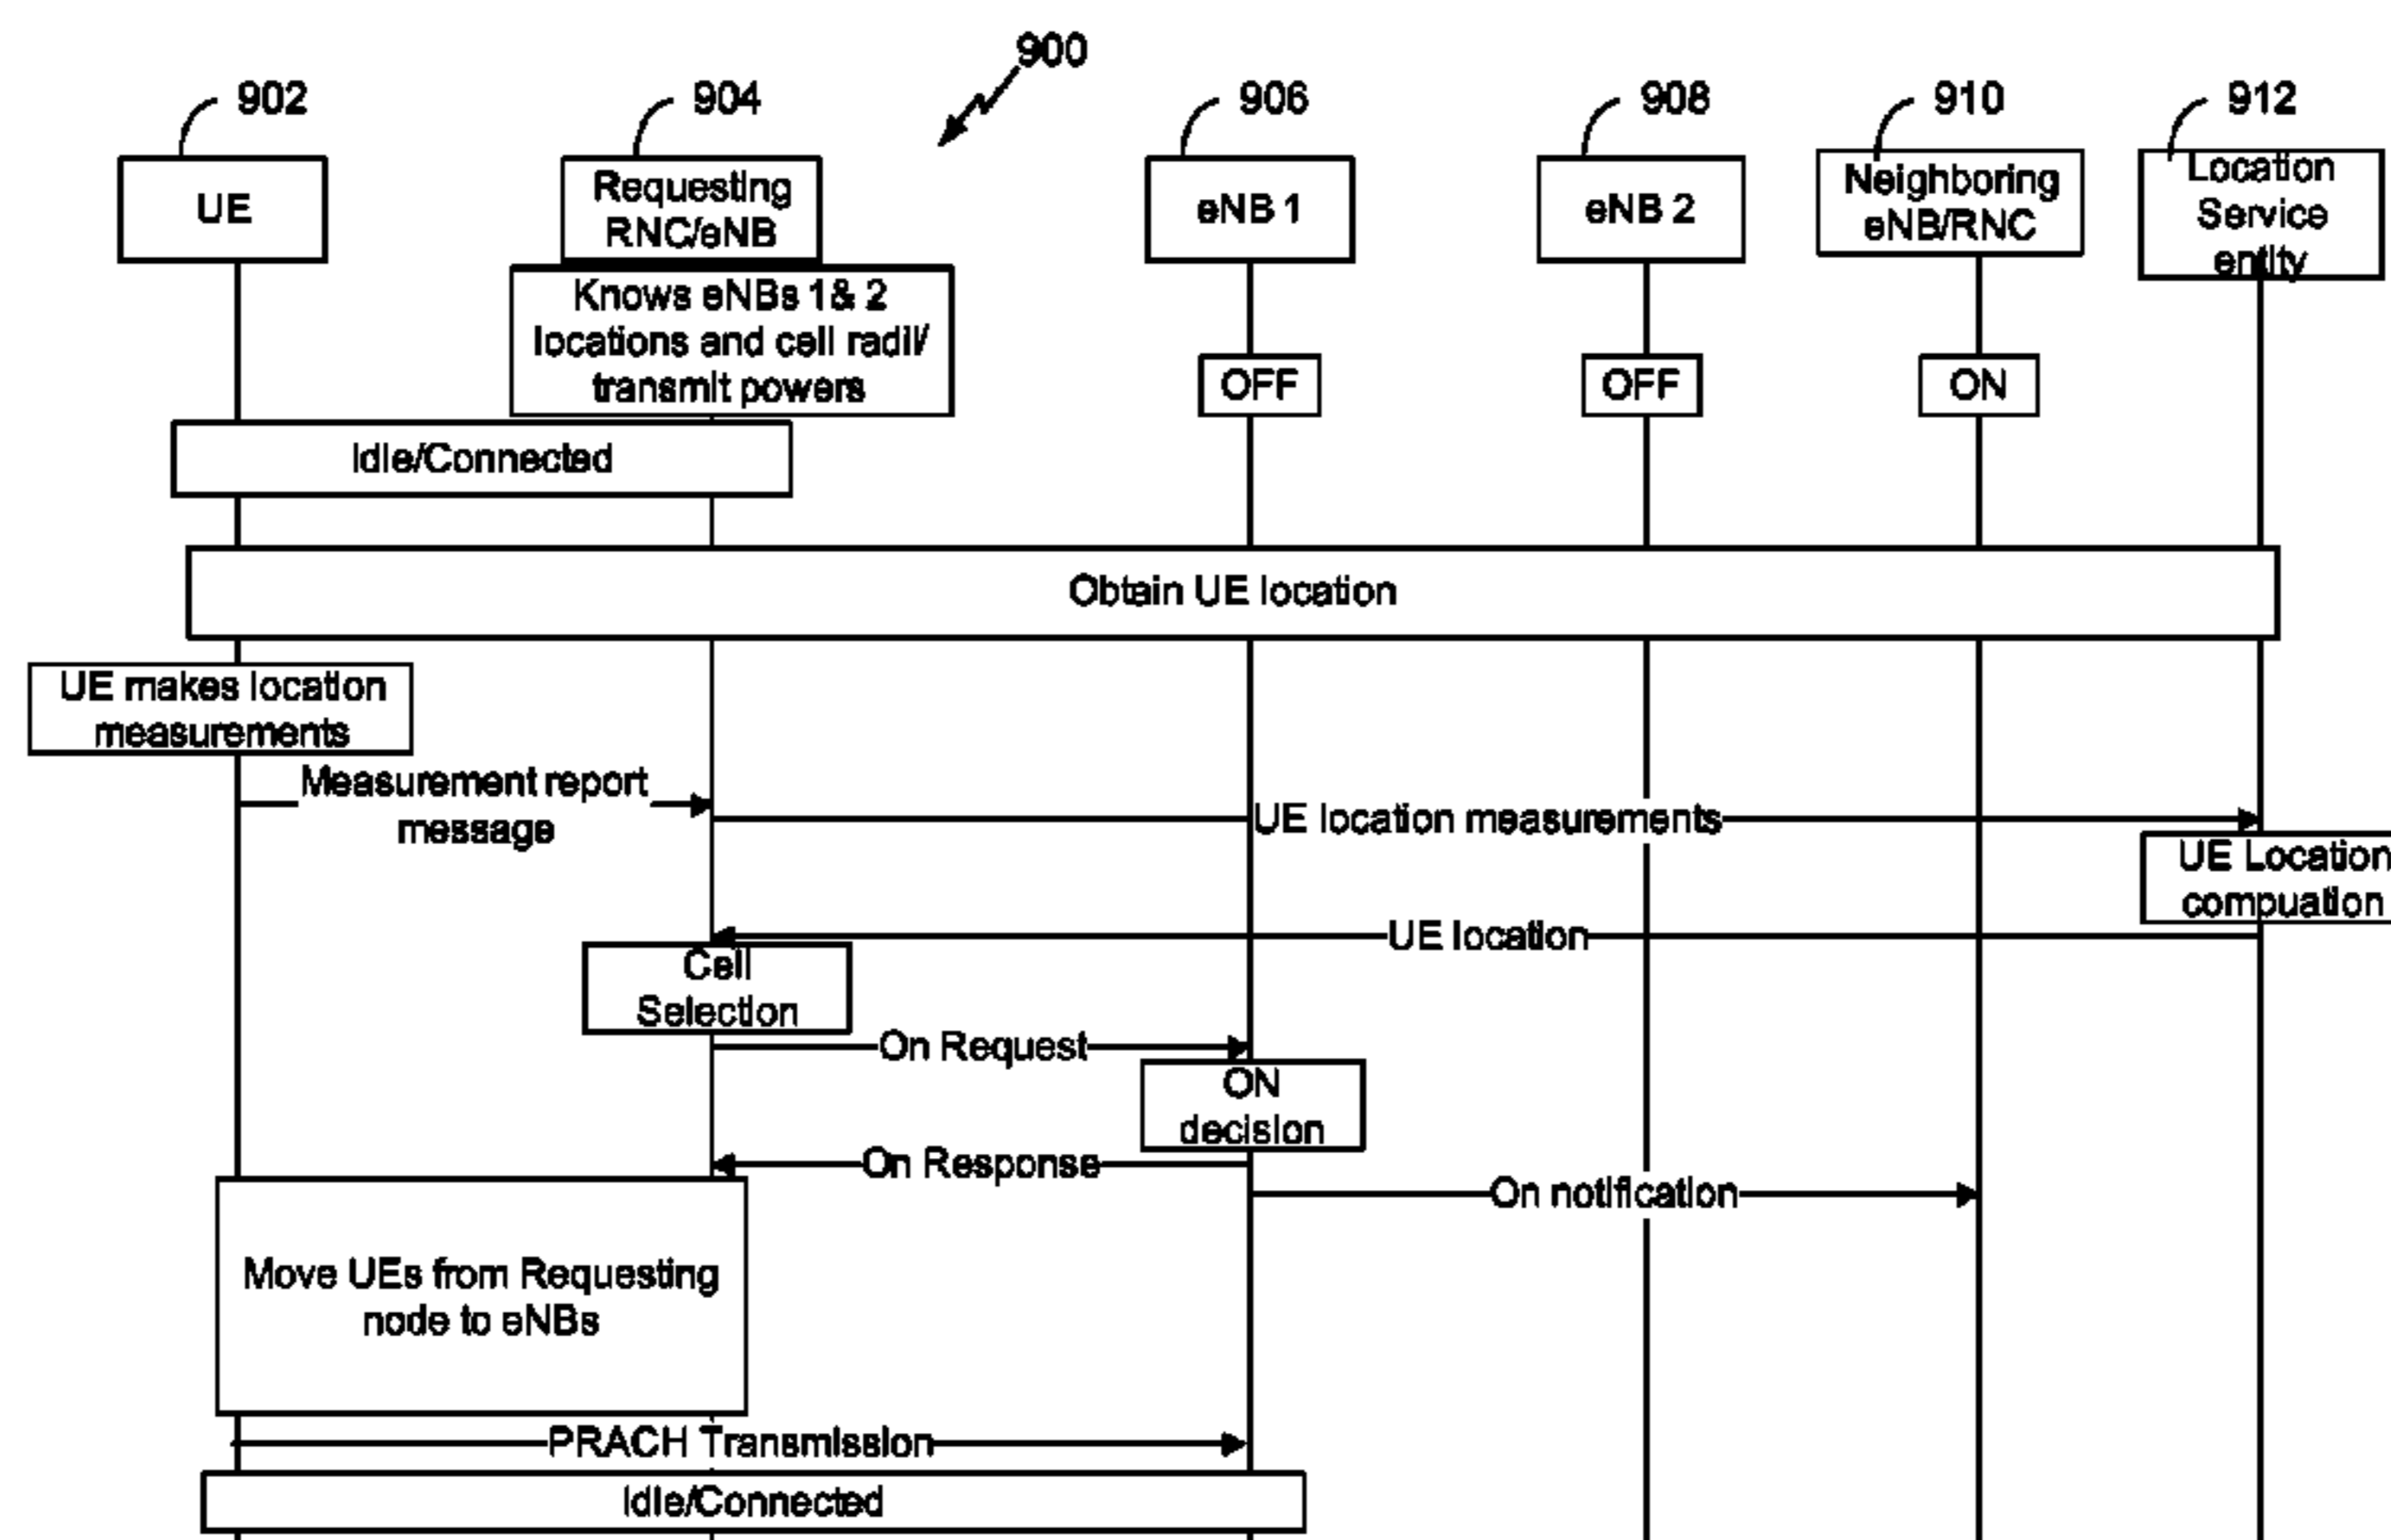 900
902
904
906
908
910
912
UE
Requesting
RNC/eNB
eNB 1
eNB 2
Neighboring
eNB/RNC
Location
Service
entity
Knows eNBs 1& 2
locations and cell radii/
transmit powers
OFF
OFF
ON
Idle/Connected
Obtain UE location
UE makes location
measurements
Measurement report
message
UE location measurements
UE Location
compuation
UE location
Cell
Selection
On Request
ON
decision
On Response
On notification
Move UEs from Requesting
node to eNBs
PRACH Transmission
Idle/Connected